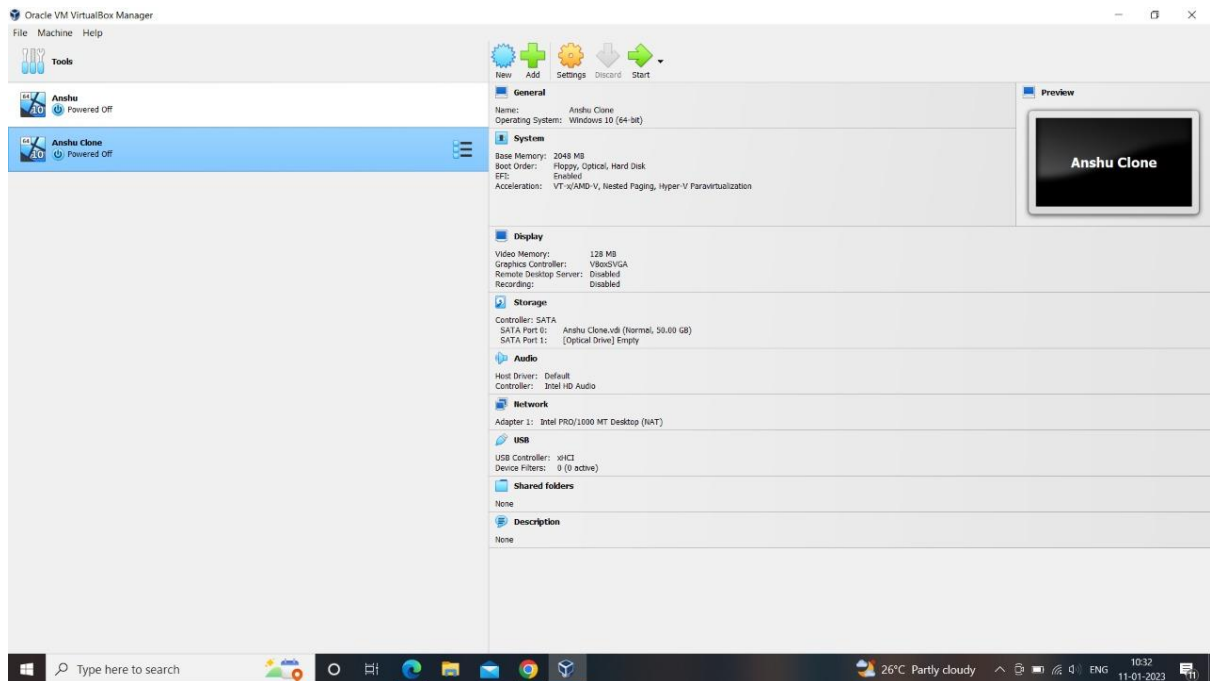 Oracle VM VirtualBox Manager
File Machine Help
Tools
New Add Settings Discard Start
64
10
Anshu
Powered Off
64
10
Anshu Clone
Powered Off
General
Name: Anshu Clone
Operating System: Windows 10 (64-bit)
System
Base Memory: 2048 MB
Boot Order: Floppy, Optical, Hard Disk
EFI: Enabled
Acceleration: VT-x/AMD-V, Nested Paging, Hyper-V Paravirtualization
Preview
Anshu Clone
Display
Video Memory: 128 MB
Graphics Controller: VBoxSVGA
Remote Desktop Server: Disabled
Recording: Disabled
Storage
Controller: SATA
SATA Port 0: Anshu Clone.vdi (Normal, 50.00 GB)
SATA Port 1: [Optical Drive] Empty
Audio
Host Driver: Default
Controller: Intel HD Audio
Network
Adapter 1: Intel PRO/1000 MT Desktop (NAT)
USB
USB Controller: xHCI
Device Filters: 0 (0 active)
Shared folders
None
Description
None
Type here to search
26°C Partly cloudy
ENG
10:32
11-01-2023
11